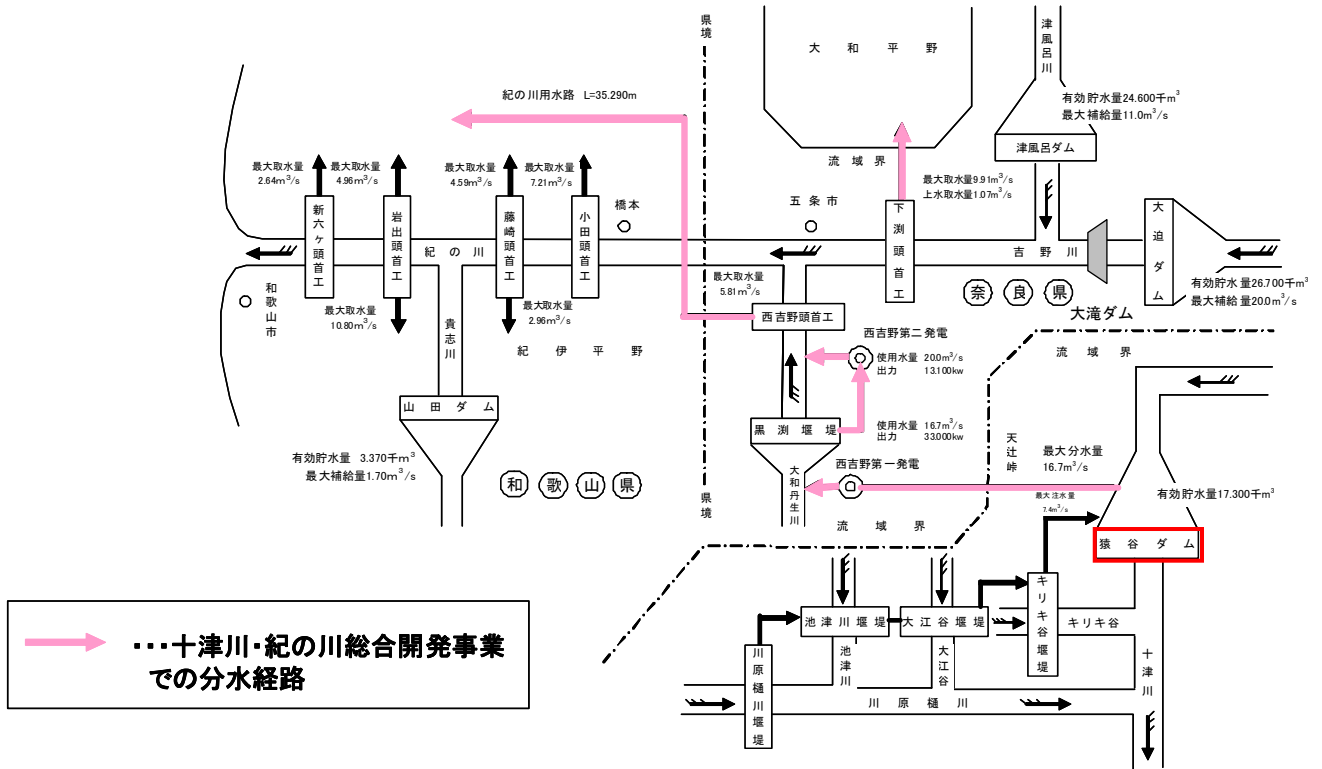 県境
大和平野
津風呂川
有効貯水量24.600千m³
最大補給量11.0m³/s
紀の川用水路 L=35.290m
津風呂ダム
流域界
最大取水量
2.64m³/s
最大取水量
4.96m³/s
最大取水量
4.59m³/s
最大取水量
7.21m³/s
最大取水量9.91m³/s
上水取水量1.07m³/s
橋本
五条市
新六ヶ頭首工
岩出頭首工
藤崎頭首工
小田頭首工
下渕頭首工
大迫ダム
紀の川
吉野川
和歌山市
最大取水量
5.81m³/s
奈良県
有効貯水量26.700千m³
最大補給量20.0m³/s
最大取水量
10.80m³/s
最大取水量
2.96m³/s
西吉野頭首工
大滝ダム
貴志川
紀伊平野
西吉野第二発電
使用水量 20.0m³/s
出力 13.100kw
流域界
山田ダム
黒渕堰堤
使用水量 16.7m³/s
出力 33.000kw
有効貯水量 3.370千m³
最大補給量1.70m³/s
和歌山県
県境
大和丹生川
西吉野第一発電
天辻峠
最大分水量
16.7m³/s
最大注水量
7.4m³/s
有効貯水量17.300千m³
流域界
猿谷ダム
キリキ谷堰堤
池津川堰堤
大江谷堰堤
キリキ谷
川原樋川堰堤
池津川
大江谷
十津川
川原樋川
･･･十津川･紀の川総合開発事業
での分水経路